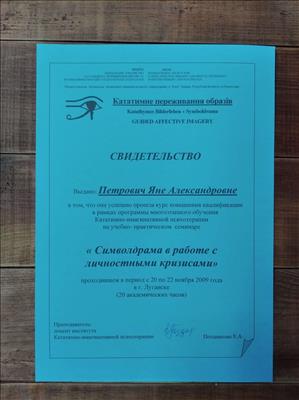 Кататимне переживання образів
Katathymes Bilderleben • Symboldrama
GUIDED AFFECTIVE IMAGERY
СВИДЕТЕЛЬСТВО
Выдано: Петрович Яне Александровне
в том, что она успешно прошла курс повышения квалификации
в рамках программы многоэтапного обучения
Кататимно-имагинативной психотерапии
на учебно- практическом семинаре
« Символдрама в работе с
личностными кризисами»
проходившем в период с 20 по 22 ноября 2009 года
в г. Луганске
(20 академических часов)
Преподаватель:
доцент института
Кататимно-имагинативной психотерапии
Е.А.